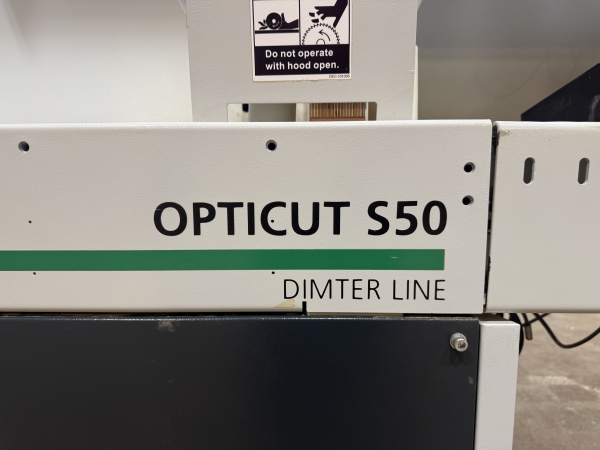 Do not operate
with hood open.
OPTICUT S50
DIMTER LINE